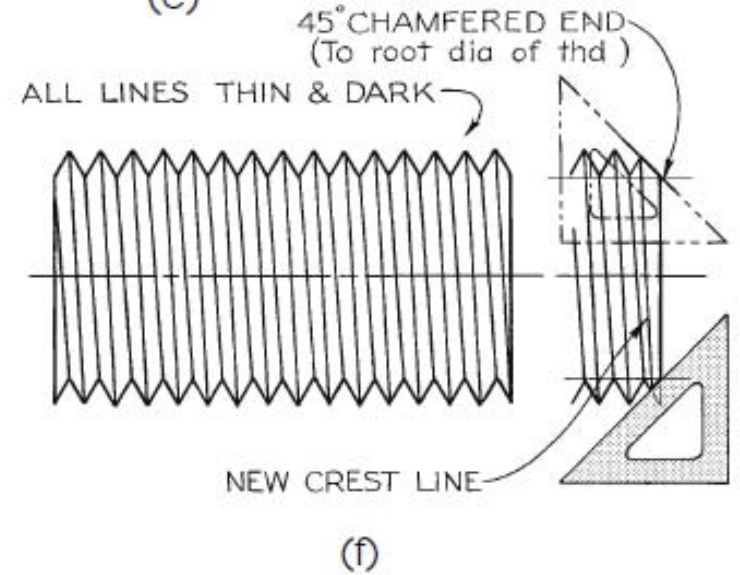 (e)
45° CHAMFERED END
(To root dia of thd )
ALL LINES THIN & DARK
NEW CREST LINE
(f)